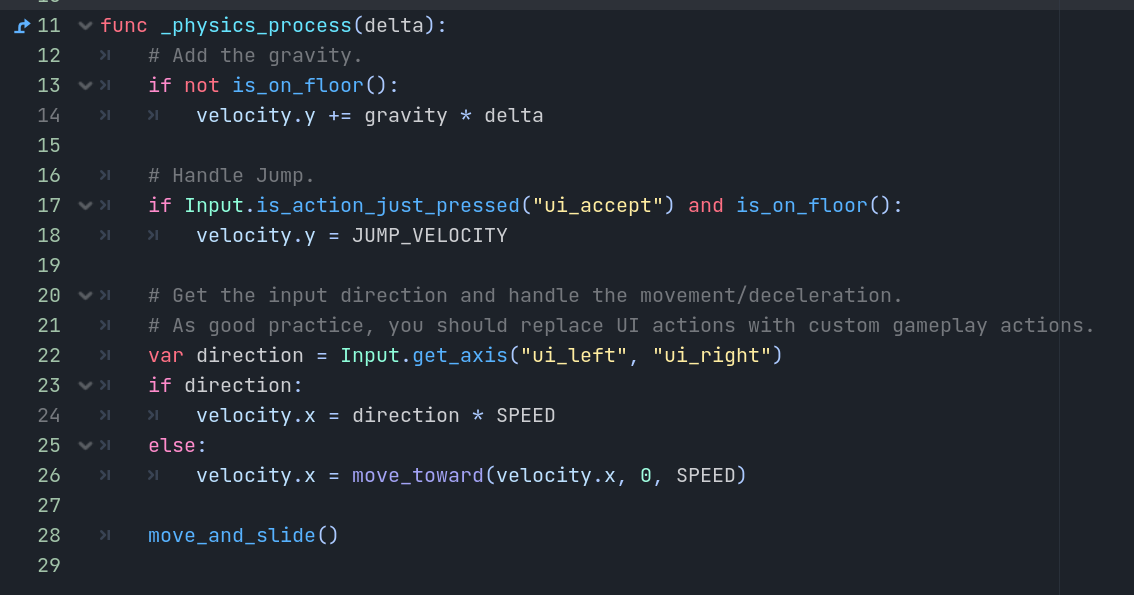 11 func _physics_process(delta):
12 # Add the gravity.
13 if not is_on_floor():
14 velocity.y += gravity * delta
15
16 # Handle Jump.
17 if Input.is_action_just_pressed("ui_accept") and is_on_floor():
18 velocity.y = JUMP_VELOCITY
19
20 # Get the input direction and handle the movement/deceleration.
21 # As good practice, you should replace UI actions with custom gameplay actions.
22 var direction = Input.get_axis("ui_left", "ui_right")
23 if direction:
24 velocity.x = direction * SPEED
25 else:
26 velocity.x = move_toward(velocity.x, 0, SPEED)
27
28 move_and_slide()
29